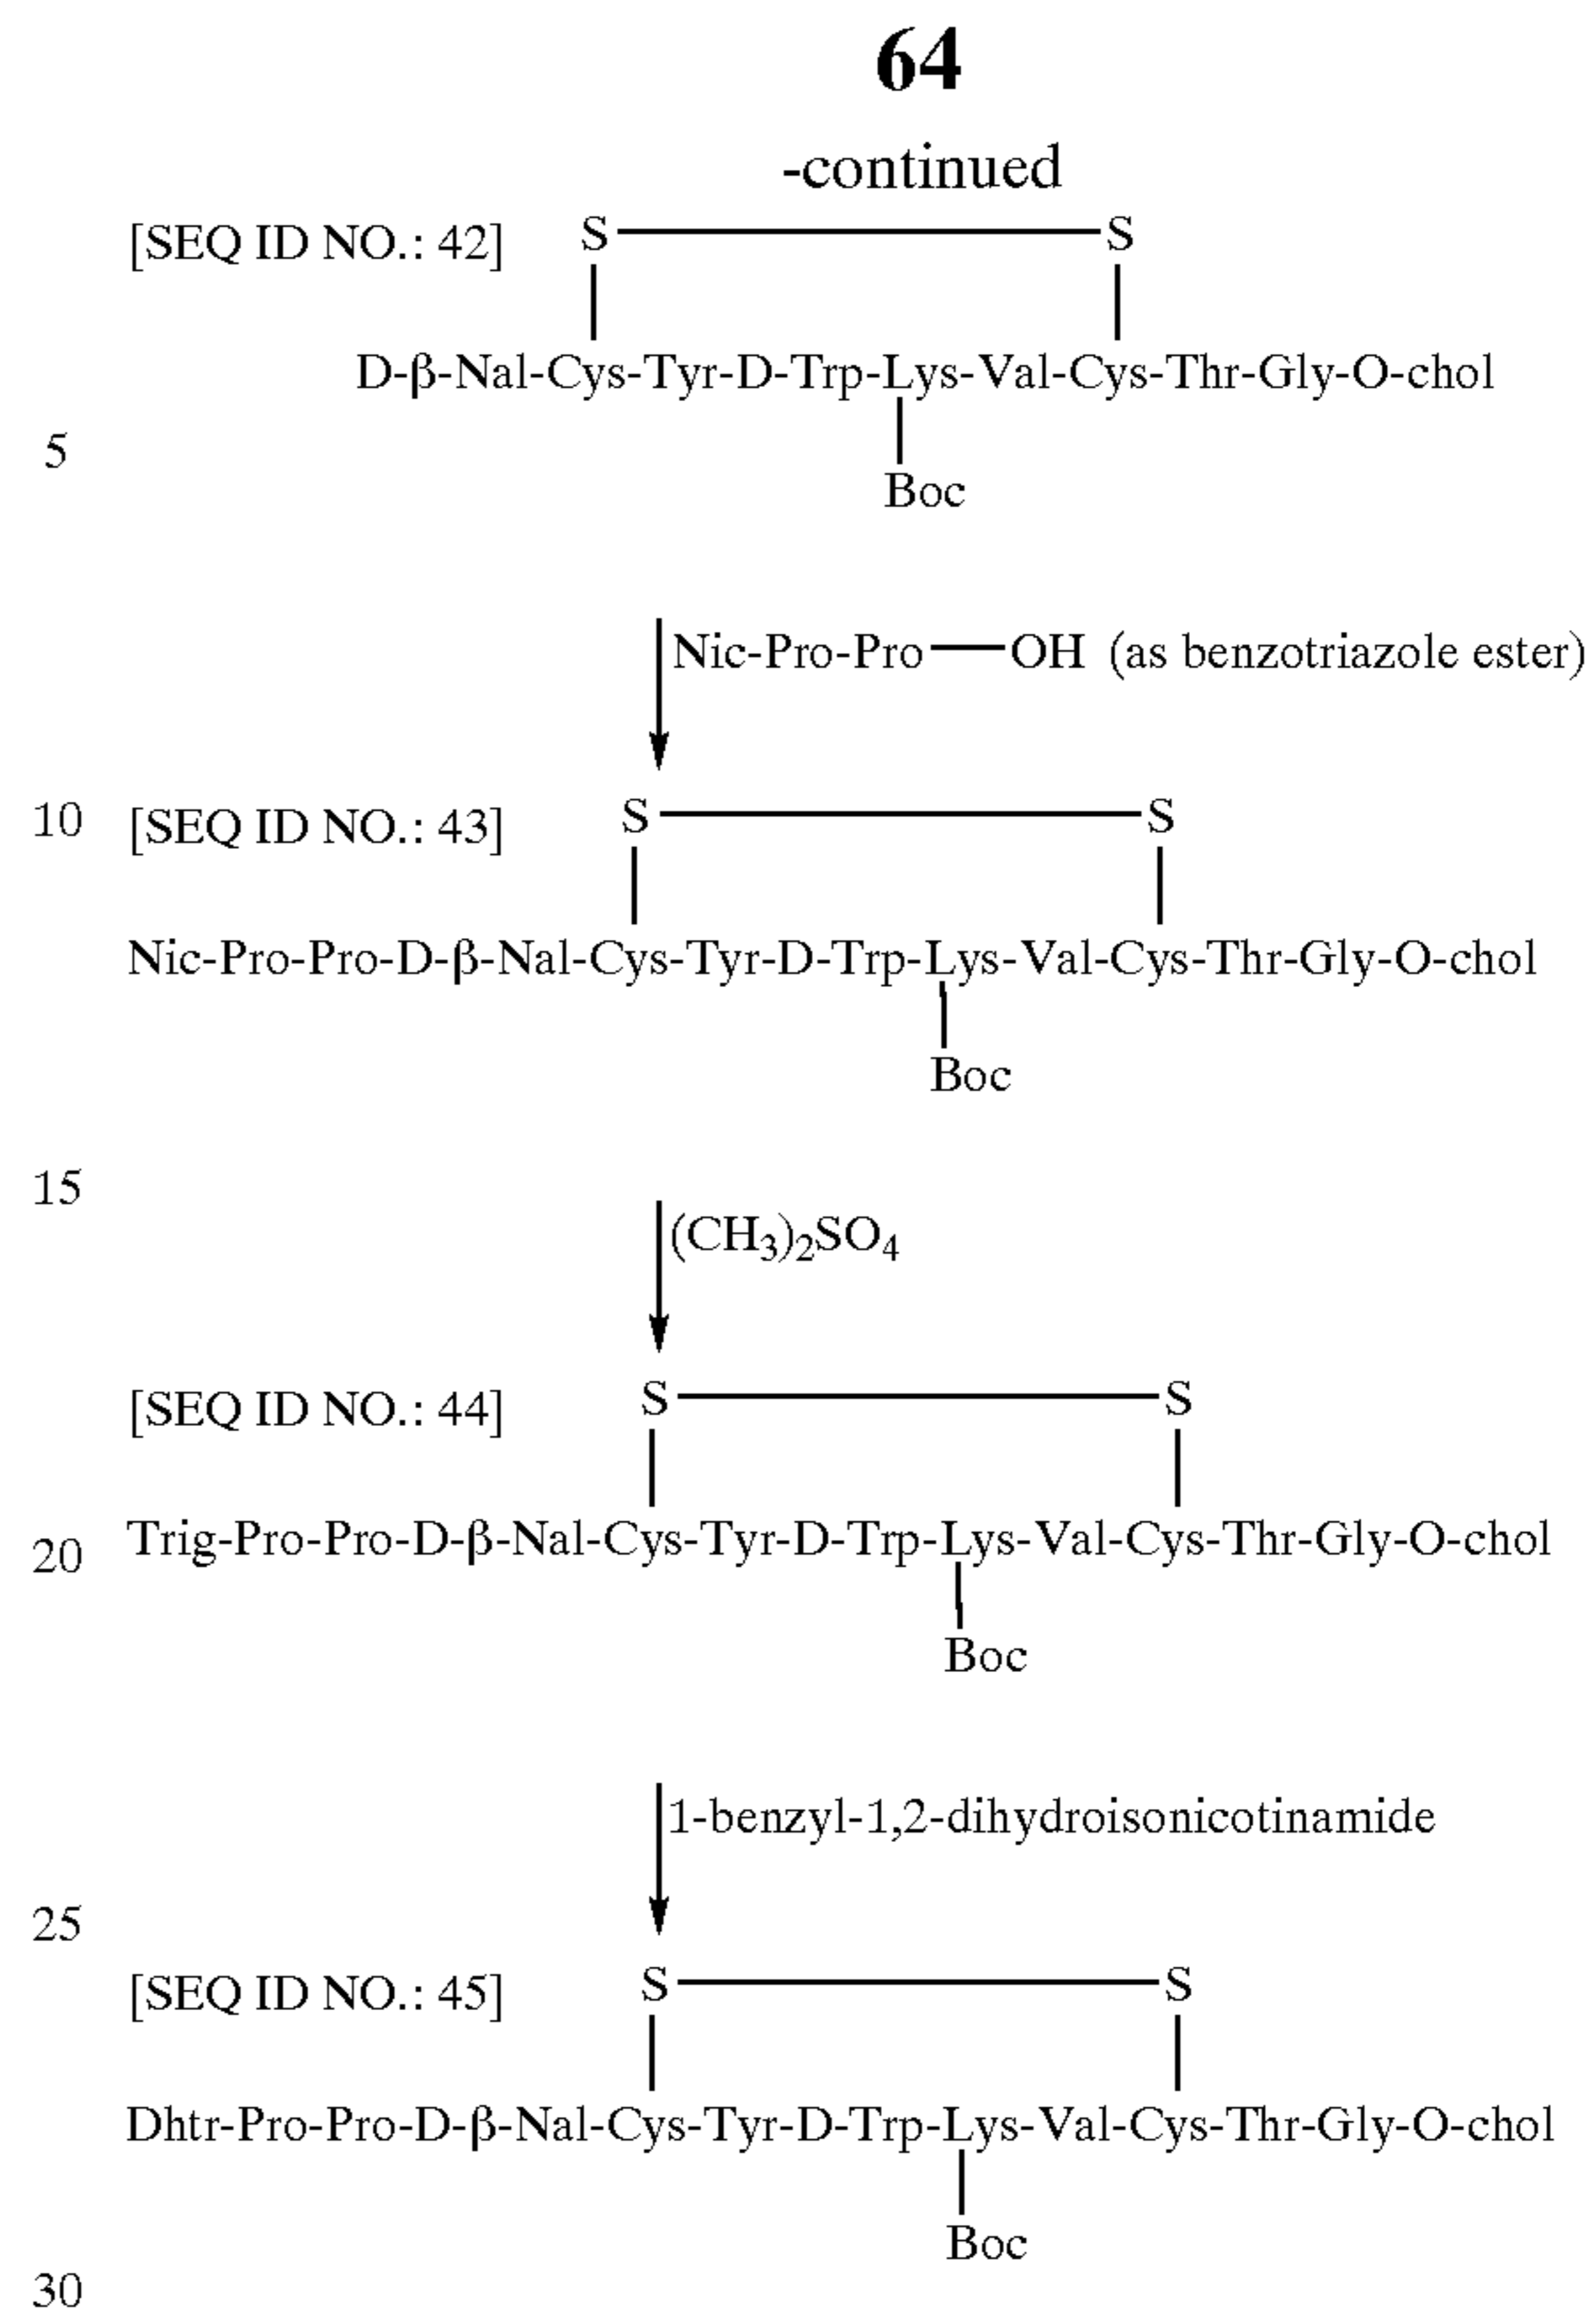 64
-continued
[SEQ ID NO.: 42] S S
D-β-Nal-Cys-Tyr-D-Trp-Lys-Val-Cys-Thr-Gly-O-chol
5
Boc
Nic-Pro-Pro—OH (as benzotriazole ester)
10 [SEQ ID NO.: 43] S S
Nic-Pro-Pro-D-β-Nal-Cys-Tyr-D-Trp-Lys-Val-Cys-Thr-Gly-O-chol
Boc
15
(CH₃)₂SO₄
[SEQ ID NO.: 44] S S
20 Trig-Pro-Pro-D-β-Nal-Cys-Tyr-D-Trp-Lys-Val-Cys-Thr-Gly-O-chol
Boc
1-benzyl-1,2-dihydroisonicotinamide
25
[SEQ ID NO.: 45] S S
Dhtr-Pro-Pro-D-β-Nal-Cys-Tyr-D-Trp-Lys-Val-Cys-Thr-Gly-O-chol
Boc
30